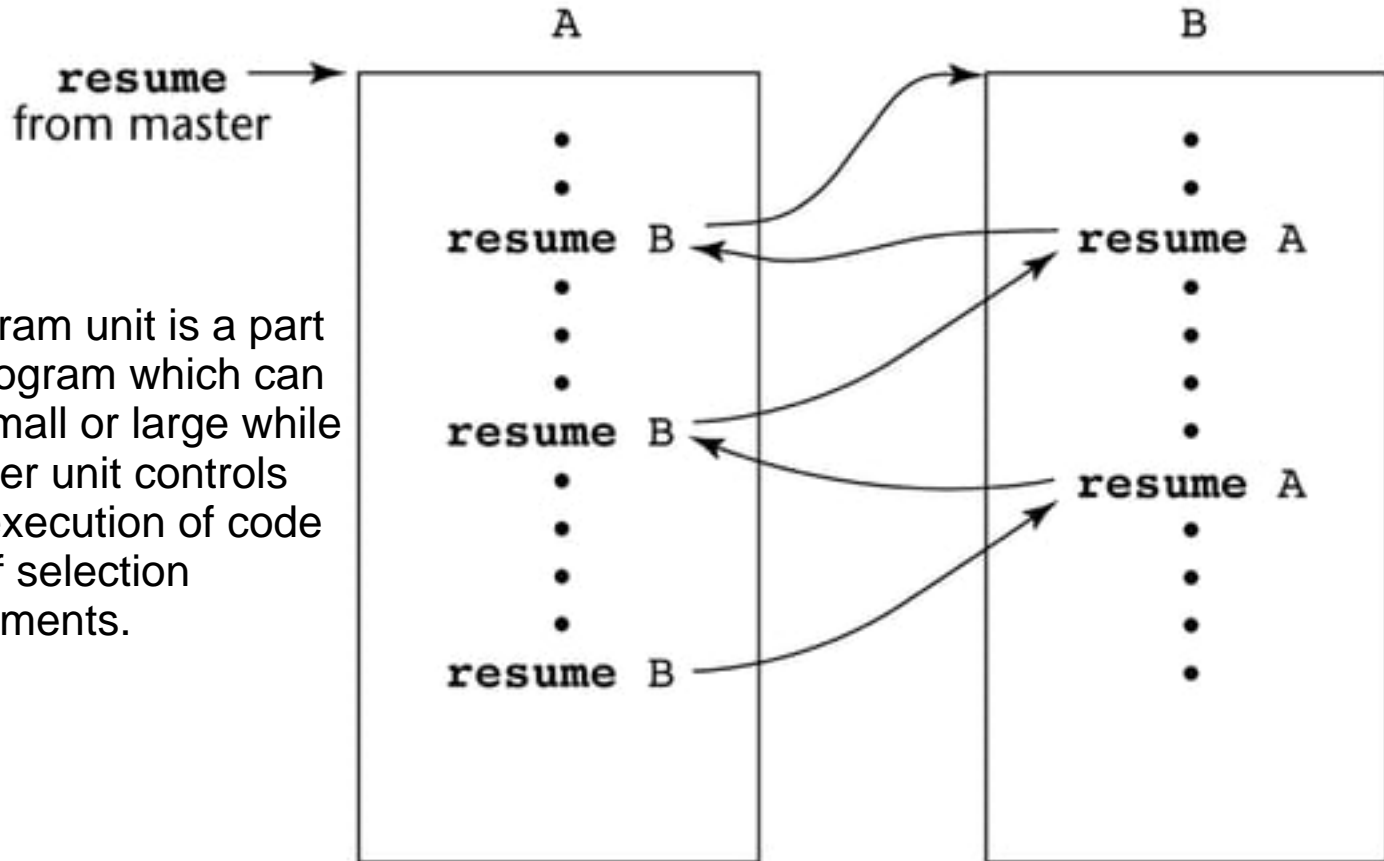 A
B
resume
from master
resume B
resume A
ram unit is a part
ogram which can
mall or large while
er unit controls
xecution of code
f selection
ments.
resume B
resume A
resume B